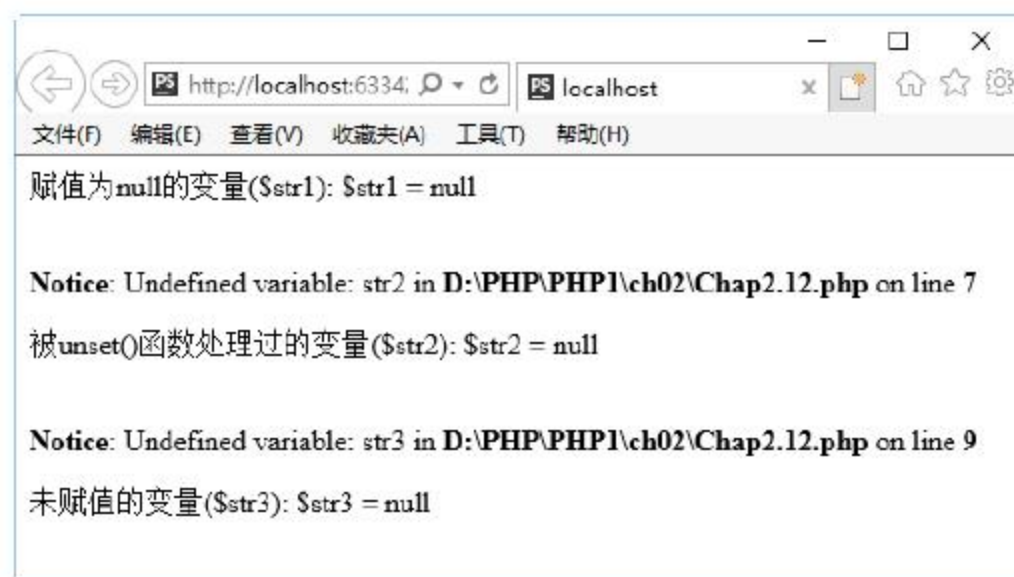 PS http://localhost:6334
PS localhost
文件(F) 编辑(E) 查看(V) 收藏夹(A) 工具(T) 帮助(H)
赋值为null的变量($str1): $str1 = null
Notice: Undefined variable: str2 in D:\PHP\PHP1\ch02\Chap2.12.php on line 7
被unset()函数处理过的变量($str2): $str2 = null
Notice: Undefined variable: str3 in D:\PHP\PHP1\ch02\Chap2.12.php on line 9
未赋值的变量($str3): $str3 = null